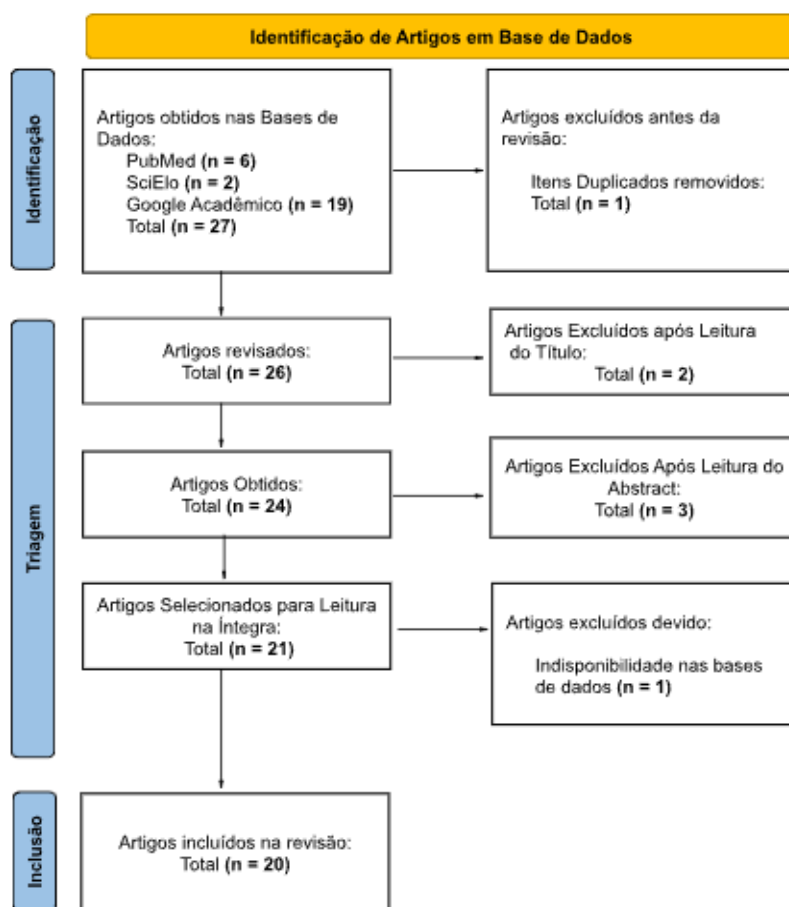 Identificação de Artigos em Base de Dados
Identificação
Artigos obtidos nas Bases de
Dados:
PubMed (n = 6)
SciElo (n = 2)
Google Acadêmico (n = 19)
Total (n = 27)
Artigos excluídos antes da
revisão:
Itens Duplicados removidos:
Total (n = 1)
Triagem
Artigos revisados:
Total (n = 26)
Artigos Excluídos após Leitura
do Título:
Total (n = 2)
Artigos Obtidos:
Total (n = 24)
Artigos Excluídos Após Leitura do
Abstract:
Total (n = 3)
Artigos Selecionados para Leitura
na Íntegra:
Total (n = 21)
Artigos excluídos devido:
Indisponibilidade nas bases
de dados (n = 1)
Inclusão
Artigos incluídos na revisão:
Total (n = 20)